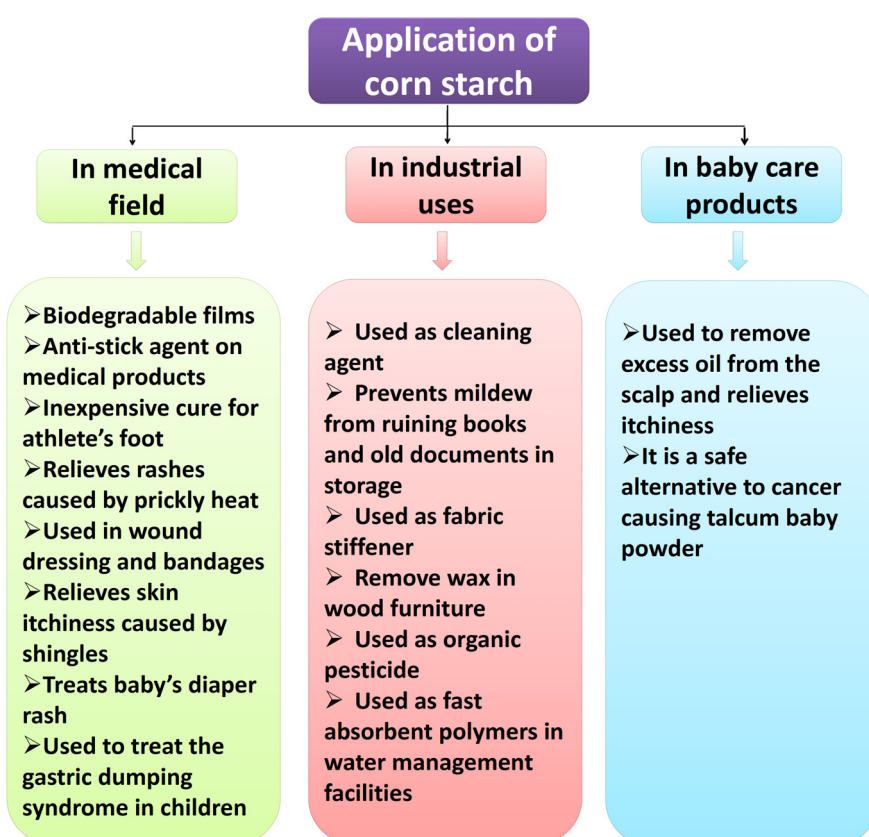 Application of
corn starch
In medical
field
In industrial
uses
In baby care
products
➢Biodegradable films
➢Anti-stick agent on
medical products
➢Inexpensive cure for
athlete’s foot
➢Relieves rashes
caused by prickly heat
➢Used in wound
dressing and bandages
➢Relieves skin
itchiness caused by
shingles
➢Treats baby’s diaper
rash
➢Used to treat the
gastric dumping
syndrome in children
➢ Used as cleaning
agent
➢ Prevents mildew
from ruining books
and old documents in
storage
➢ Used as fabric
stiffener
➢ Remove wax in
wood furniture
➢ Used as organic
pesticide
➢ Used as fast
absorbent polymers in
water management
facilities
➢Used to remove
excess oil from the
scalp and relieves
itchiness
➢It is a safe
alternative to cancer
causing talcum baby
powder